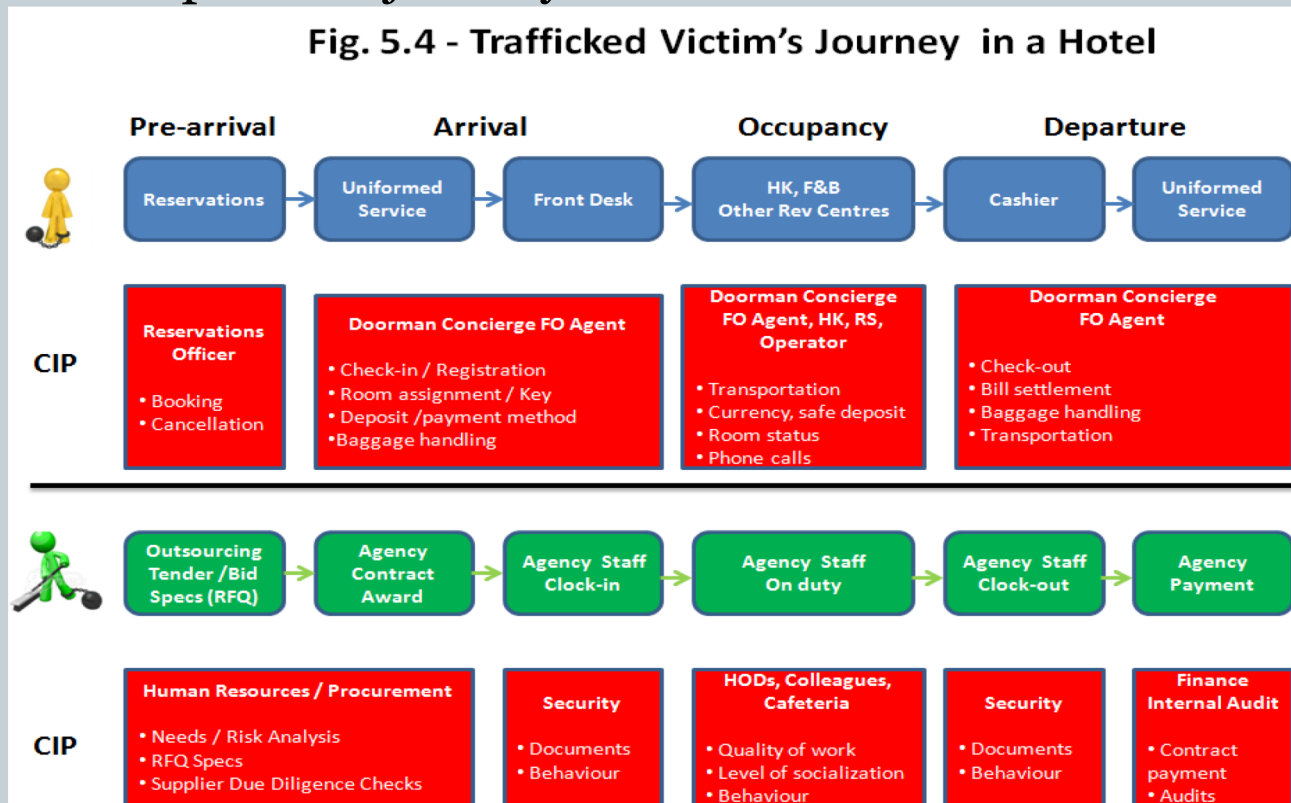 Fig. 5.4 - Trafficked Victim’s Journey in a Hotel
Pre-arrival
Arrival
Occupancy
Departure
Reservations
Uniformed
Service
Front Desk
HK, F&B
Other Rev Centres
Cashier
Uniformed
Service
CIP
Reservations
Officer
• Booking
• Cancellation
Doorman Concierge FO Agent
• Check-in / Registration
• Room assignment / Key
• Deposit /payment method
•Baggage handling
Doorman Concierge
FO Agent, HK, RS,
Operator
• Transportation
• Currency, safe deposit
• Room status
• Phone calls
Doorman Concierge
FO Agent
• Check-out
• Bill settlement
• Baggage handling
• Transportation
Outsourcing
Tender /Bid
Specs (RFQ)
Agency
Contract
Award
Agency Staff
Clock-in
Agency Staff
On duty
Agency Staff
Clock-out
Agency
Payment
CIP
Human Resources / Procurement
• Needs / Risk Analysis
• RFQ Specs
• Supplier Due Diligence Checks
Security
• Documents
• Behaviour
HODs, Colleagues,
Cafeteria
• Quality of work
• Level of socialization
• Behaviour
Security
• Documents
• Behaviour
Finance
Internal Audit
• Contract
payment
• Audits